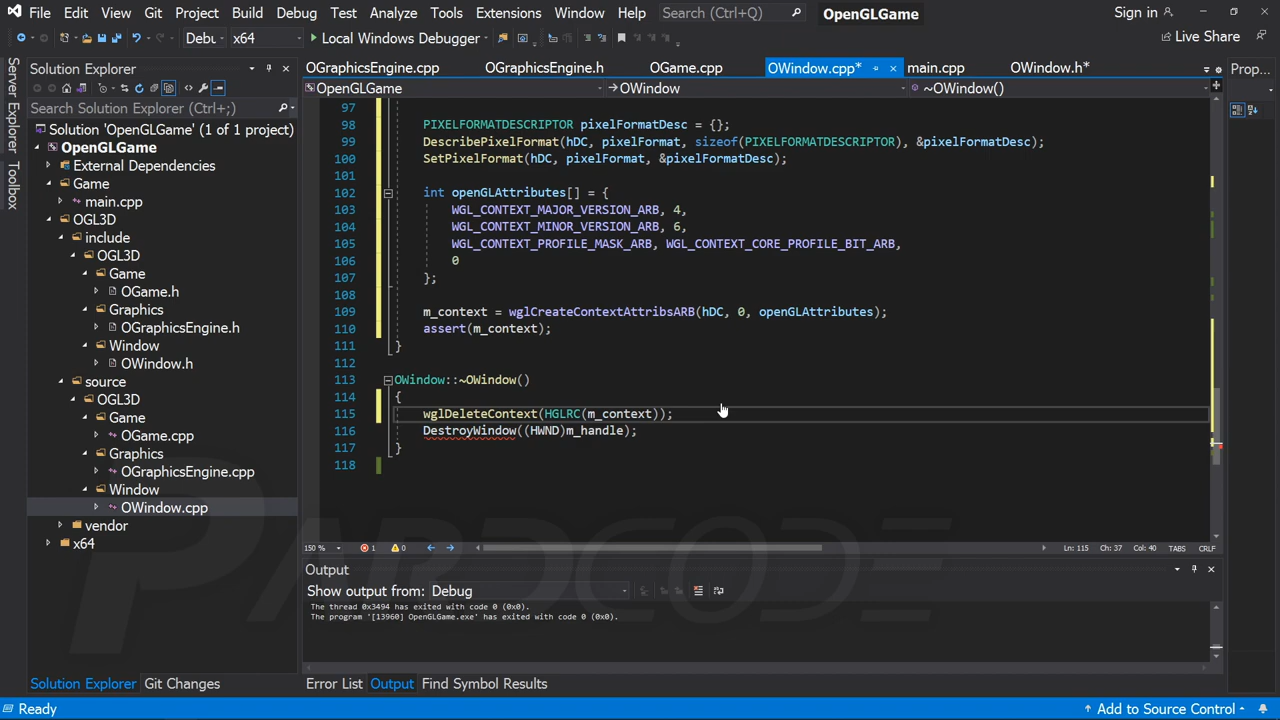 File Edit View Git Project Build Debug Test Analyze Tools Extensions Window Help Search (Ctrl+Q) OpenGLGame Sign in
Debu x64 Local Windows Debugger Live Share
Server Explorer
Toolbox
Solution Explorer
Search Solution Explorer (Ctrl+;)
Solution 'OpenGLGame' (1 of 1 project)
OpenGLGame
External Dependencies
Game
main.cpp
OGL3D
include
OGL3D
Game
OGame.h
Graphics
OGraphicsEngine.h
Window
OWindow.h
source
OGL3D
Game
OGame.cpp
Graphics
OGraphicsEngine.cpp
Window
OWindow.cpp
vendor
x64
Solution Explorer Git Changes
OGraphicsEngine.cpp OGraphicsEngine.h OGame.cpp OWindow.cpp* main.cpp OWindow.h*
OpenGLGame OWindow ~OWindow()
97
98 PIXELFORMATDESCRIPTOR pixelFormatDesc = {};
99 DescribePixelFormat(hDC, pixelFormat, sizeof(PIXELFORMATDESCRIPTOR), &pixelFormatDesc);
100 SetPixelFormat(hDC, pixelFormat, &pixelFormatDesc);
101
102 int openGLAttributes[] = {
103 WGL_CONTEXT_MAJOR_VERSION_ARB, 4,
104 WGL_CONTEXT_MINOR_VERSION_ARB, 6,
105 WGL_CONTEXT_PROFILE_MASK_ARB, WGL_CONTEXT_CORE_PROFILE_BIT_ARB,
106 0
107 };
108
109 m_context = wglCreateContextAttribsARB(hDC, 0, openGLAttributes);
110 assert(m_context);
111 }
112
113 OWindow::~OWindow()
114 {
115 wglDeleteContext(HGLRC(m_context));
116 DestroyWindow((HWND)m_handle);
117 }
118
150 % 1 0 Ln: 115 Ch: 37 Col: 40 TABS CRLF
Output
Show output from: Debug
The thread 0x3494 has exited with code 0 (0x0).
The program '[13960] OpenGLGame.exe' has exited with code 0 (0x0).
Error List Output Find Symbol Results
Prop...
PARDCODE
Ready Add to Source Control